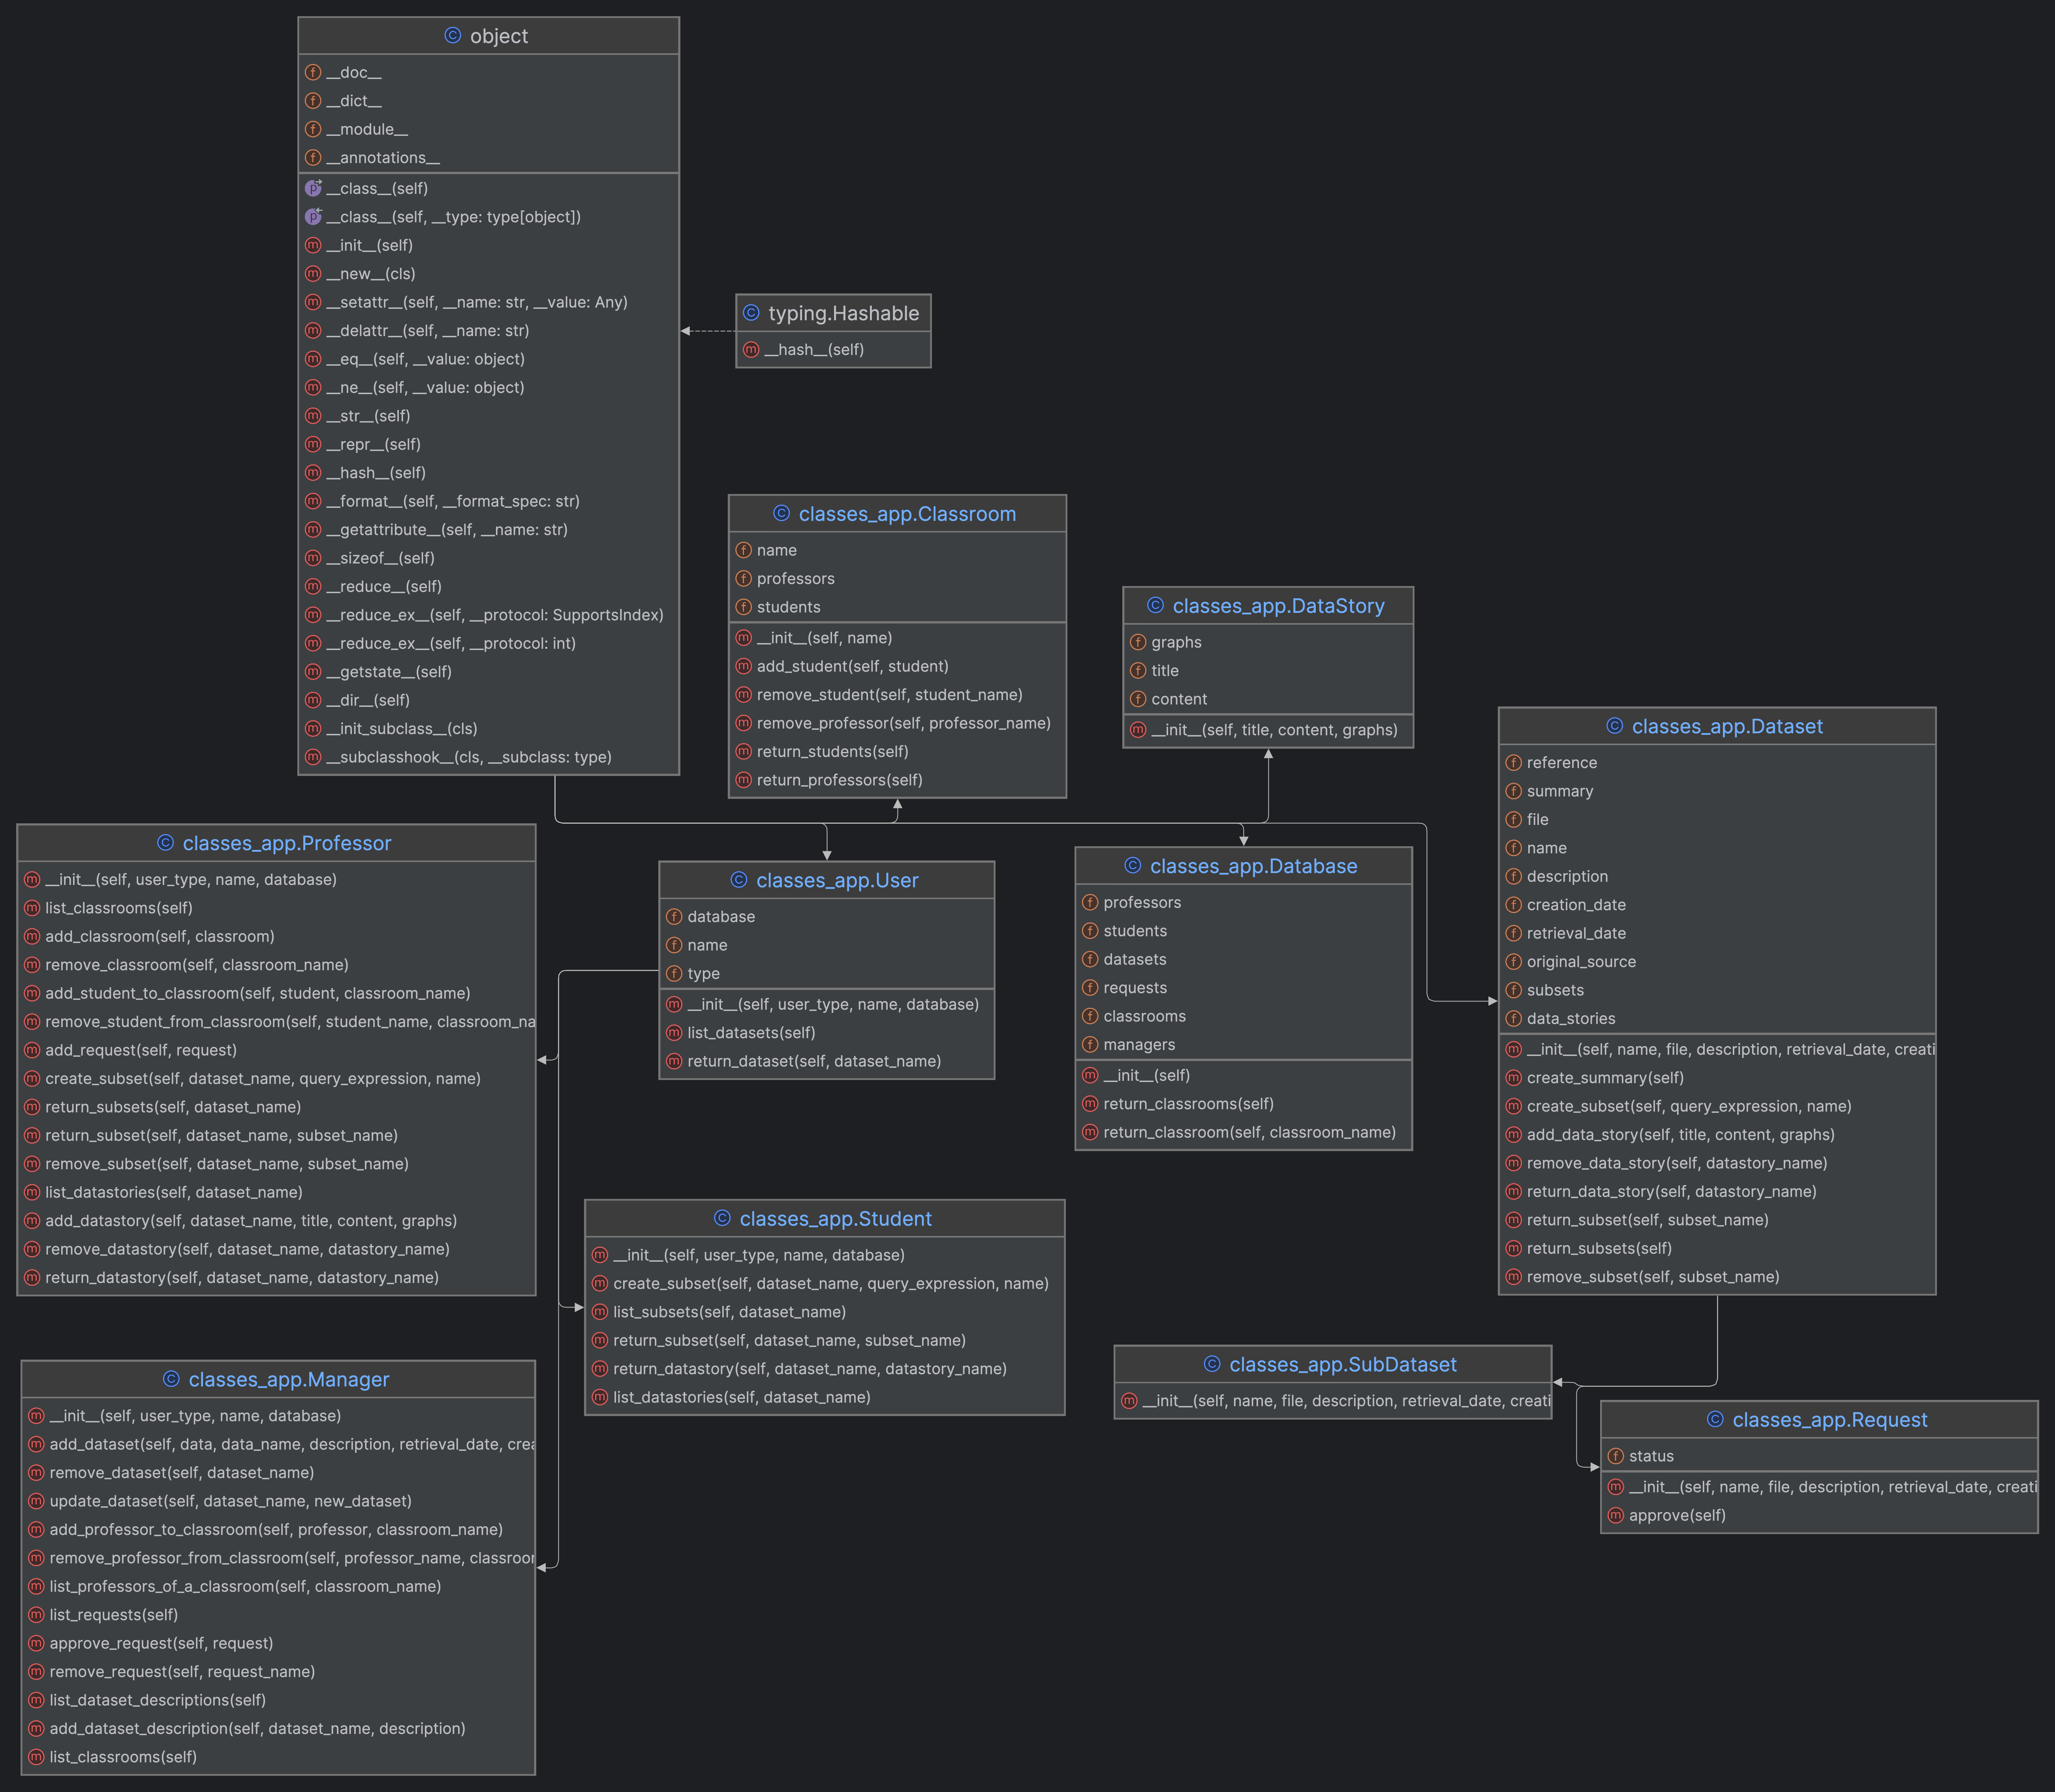 object
__doc__
__dict__
__module__
__annotations__
__class__(self)
__class__(self, __type: type[object])
__init__(self)
__new__(cls)
__setattr__(self, __name: str, __value: Any)
__delattr__(self, __name: str)
__eq__(self, __value: object)
__ne__(self, __value: object)
__str__(self)
__repr__(self)
__hash__(self)
__format__(self, __format_spec: str)
__getattribute__(self, __name: str)
__sizeof__(self)
__reduce__(self)
__reduce_ex__(self, __protocol: SupportsIndex)
__reduce_ex__(self, __protocol: int)
__getstate__(self)
__dir__(self)
__init_subclass__(cls)
__subclasshook__(cls, __subclass: type)
typing.Hashable
__hash__(self)
classes_app.Classroom
name
professors
students
__init__(self, name)
add_student(self, student)
remove_student(self, student_name)
remove_professor(self, professor_name)
return_students(self)
return_professors(self)
classes_app.DataStory
graphs
title
content
__init__(self, title, content, graphs)
classes_app.Dataset
reference
summary
file
name
description
creation_date
retrieval_date
original_source
subsets
data_stories
__init__(self, name, file, description, retrieval_date, creati
create_summary(self)
create_subset(self, query_expression, name)
add_data_story(self, title, content, graphs)
remove_data_story(self, datastory_name)
return_data_story(self, datastory_name)
return_subset(self, subset_name)
return_subsets(self)
remove_subset(self, subset_name)
classes_app.Professor
__init__(self, user_type, name, database)
list_classrooms(self)
add_classroom(self, classroom)
remove_classroom(self, classroom_name)
add_student_to_classroom(self, student, classroom_name)
remove_student_from_classroom(self, student_name, classroom_na
add_request(self, request)
create_subset(self, dataset_name, query_expression, name)
return_subsets(self, dataset_name)
return_subset(self, dataset_name, subset_name)
remove_subset(self, dataset_name, subset_name)
list_datastories(self, dataset_name)
add_datastory(self, dataset_name, title, content, graphs)
remove_datastory(self, dataset_name, datastory_name)
return_datastory(self, dataset_name, datastory_name)
classes_app.User
database
name
type
__init__(self, user_type, name, database)
list_datasets(self)
return_dataset(self, dataset_name)
classes_app.Database
professors
students
datasets
requests
classrooms
managers
__init__(self)
return_classrooms(self)
return_classroom(self, classroom_name)
classes_app.Student
__init__(self, user_type, name, database)
create_subset(self, dataset_name, query_expression, name)
list_subsets(self, dataset_name)
return_subset(self, dataset_name, subset_name)
return_datastory(self, dataset_name, datastory_name)
list_datastories(self, dataset_name)
classes_app.SubDataset
__init__(self, name, file, description, retrieval_date, creati
classes_app.Request
status
__init__(self, name, file, description, retrieval_date, creati
approve(self)
classes_app.Manager
__init__(self, user_type, name, database)
add_dataset(self, data, data_name, description, retrieval_date, crea
remove_dataset(self, dataset_name)
update_dataset(self, dataset_name, new_dataset)
add_professor_to_classroom(self, professor, classroom_name)
remove_professor_from_classroom(self, professor_name, classroor
list_professors_of_a_classroom(self, classroom_name)
list_requests(self)
approve_request(self, request)
remove_request(self, request_name)
list_dataset_descriptions(self)
add_dataset_description(self, dataset_name, description)
list_classrooms(self)